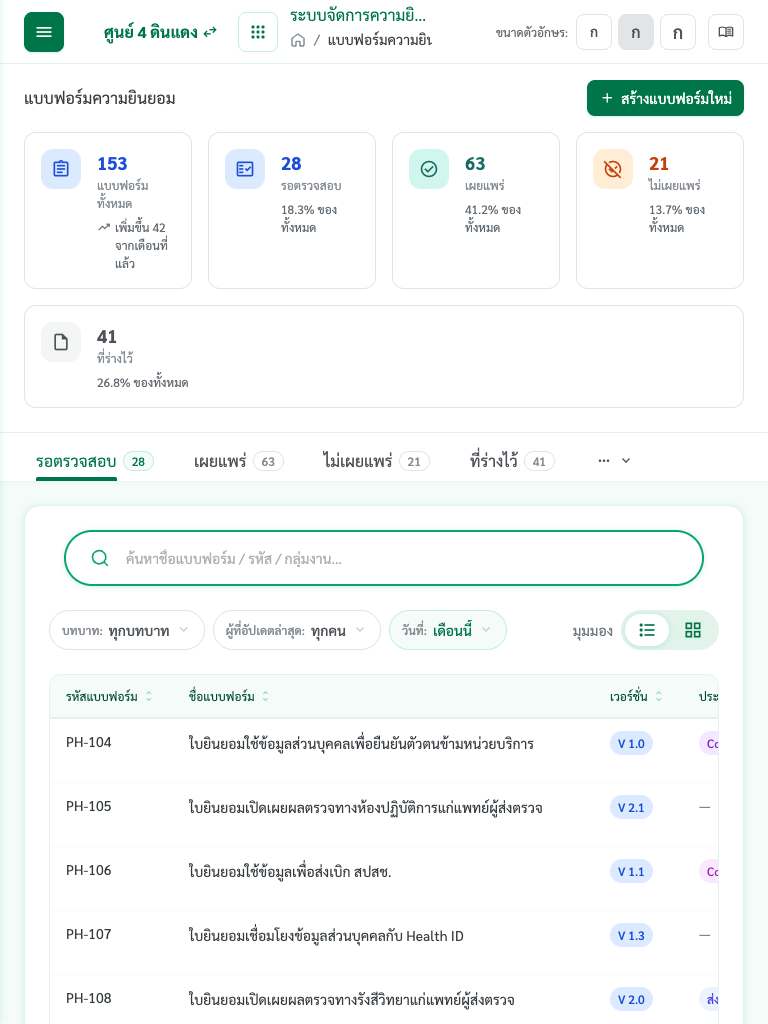 ศูนย์ 4 ดินแดง
ระบบจัดการความยิ...
/ แบบฟอร์มความยิน
ขนาดตัวอักษร: ก ก ก
แบบฟอร์มความยินยอม
+ สร้างแบบฟอร์มใหม่
153
แบบฟอร์ม
ทั้งหมด
เพิ่มขึ้น 42
จากเดือนที่
แล้ว
28
รอตรวจสอบ
18.3% ของ
ทั้งหมด
63
เผยแพร่
41.2% ของ
ทั้งหมด
21
ไม่เผยแพร่
13.7% ของ
ทั้งหมด
41
ที่ร่างไว้
26.8% ของทั้งหมด
รอตรวจสอบ 28
เผยแพร่ 63
ไม่เผยแพร่ 21
ที่ร่างไว้ 41
...
ค้นหาชื่อแบบฟอร์ม / รหัส / กลุ่มงาน...
บทบาท: ทุกบทบาท
ผู้ที่อัปเดตล่าสุด: ทุกคน
วันที่: เดือนนี้
มุมมอง
รหัสแบบฟอร์ม ชื่อแบบฟอร์ม เวอร์ชั่น ประ
PH-104 ใบยินยอมใช้ข้อมูลส่วนบุคคลเพื่อยืนยันตัวตนข้ามหน่วยบริการ V 1.0 Co
PH-105 ใบยินยอมเปิดเผยผลตรวจทางห้องปฏิบัติการแก่แพทย์ผู้ส่งตรวจ V 2.1 —
PH-106 ใบยินยอมใช้ข้อมูลเพื่อส่งเบิก สปสช. V 1.1 Co
PH-107 ใบยินยอมเชื่อมโยงข้อมูลส่วนบุคคลกับ Health ID V 1.3 —
PH-108 ใบยินยอมเปิดเผยผลตรวจทางรังสีวิทยาแก่แพทย์ผู้ส่งตรวจ V 2.0 ส่ง